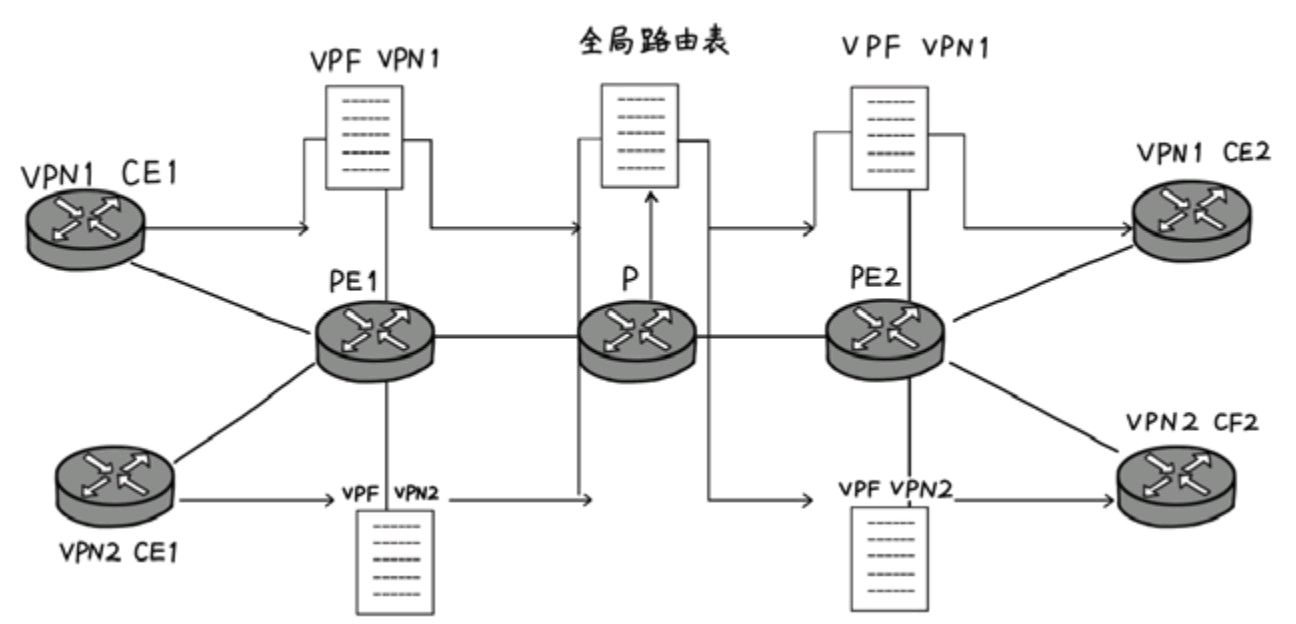 全局路由表
VPF VPN1
VPF VPN1
VPN1 CE1
VPN1 CE2
PE1
P
PE2
VPN2 CF2
VPF VPN2
VPF VPN2
VPN2 CE1